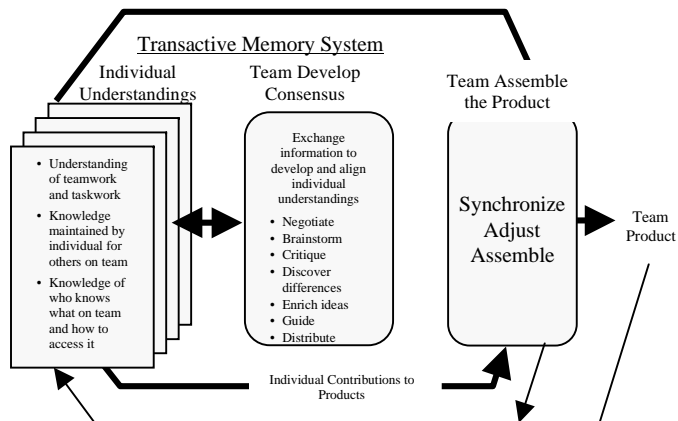 Transactive Memory System
Individual
Understandings
• Understanding
of teamwork
and taskwork
• Knowledge
maintained by
individual for
others on team
• Knowledge of
who knows
what on team
and how to
access it
Team Develop
Consensus
Exchange
information to
develop and align
individual
understandings
• Negotiate
• Brainstorm
• Critique
• Discover
differences
• Enrich ideas
• Guide
• Distribute
Team Assemble
the Product
Synchronize
Adjust
Assemble
Team
Product
Individual Contributions to
Products